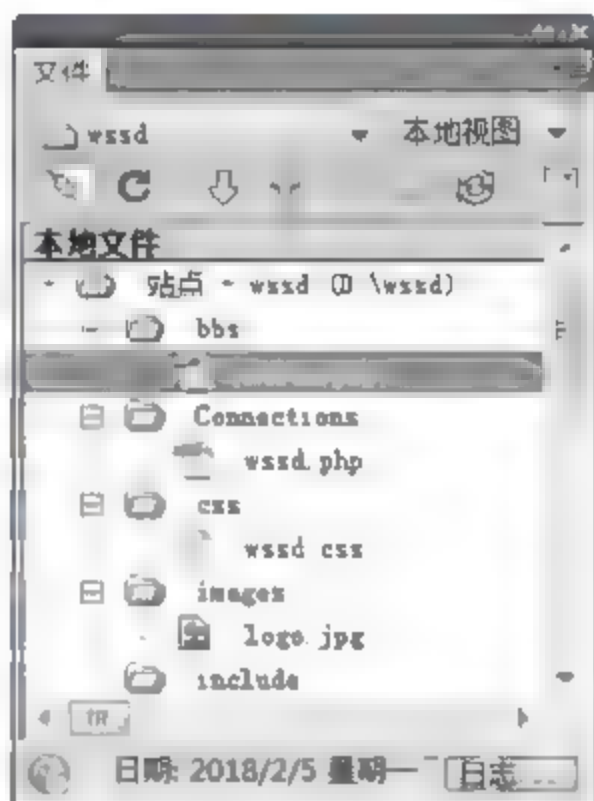 文件
wssd 本地视图
本地文件
站点 - wssd (D \wssd)
bbs
Connections
wssd.php
css
wssd css
images
logo.jpg
include
日期: 2018/2/5 星期一 日志...